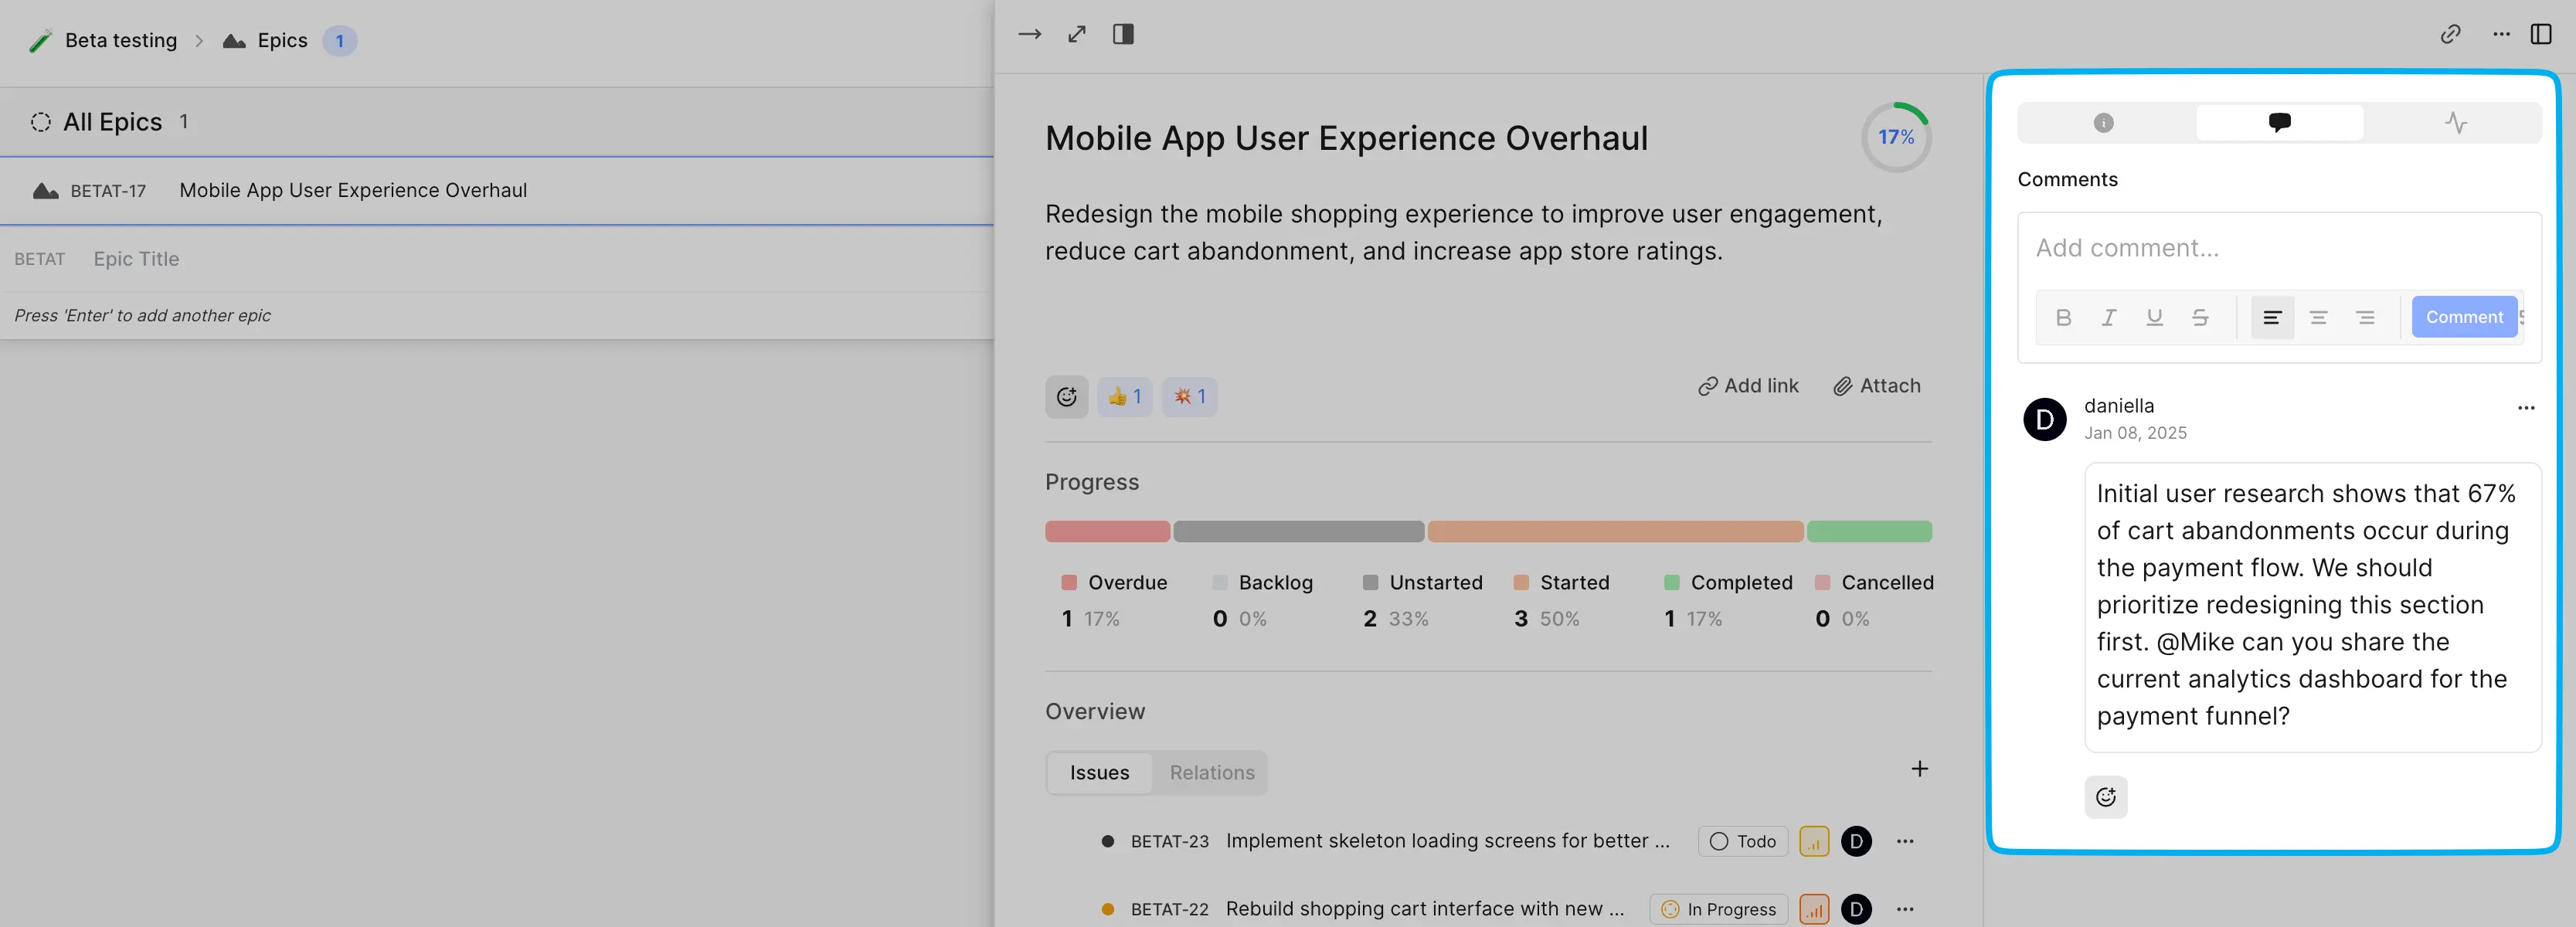 Beta testing
Epics
1
All Epics 1
BETAT-17 Mobile App User Experience Overhaul
BETAT Epic Title
Press 'Enter' to add another epic
Mobile App User Experience Overhaul
17%
Redesign the mobile shopping experience to improve user engagement,
reduce cart abandonment, and increase app store ratings.
1
1
Add link
Attach
Progress
Overdue
Backlog
Unstarted
Started
Completed
Cancelled
1 17%
0 0%
2 33%
3 50%
1 17%
0 0%
Overview
Issues
Relations
BETAT-23 Implement skeleton loading screens for better ... Todo D
BETAT-22 Rebuild shopping cart interface with new ... In Progress D
Comments
Add comment...
B I U S
Comment
D
daniella
Jan 08, 2025
Initial user research shows that 67%
of cart abandonments occur during
the payment flow. We should
prioritize redesigning this section
first. @Mike can you share the
current analytics dashboard for the
payment funnel?